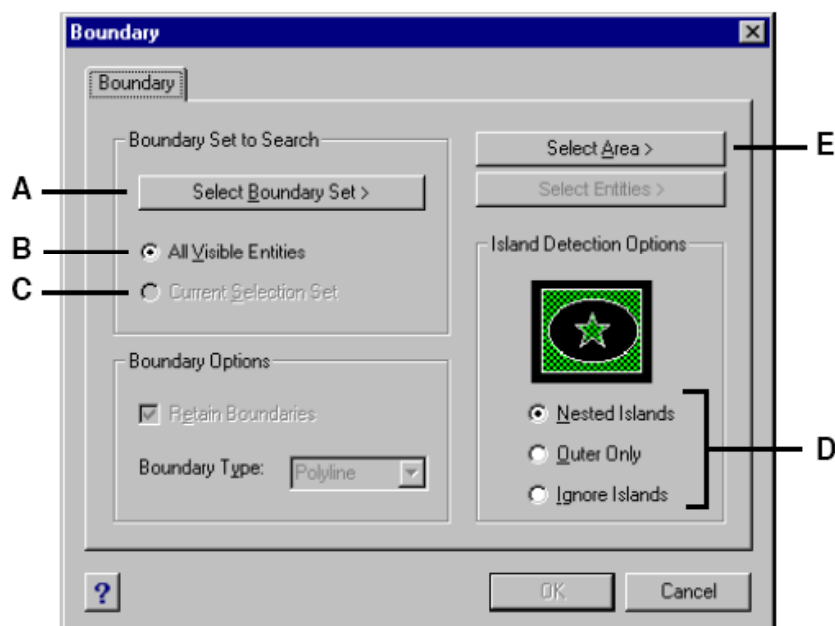 Boundary
Boundary
Boundary Set to Search
A
Select Boundary Set >
B
All Visible Entities
C
Current Selection Set
Boundary Options
Retain Boundaries
Boundary Type:
Polyline
Select Area >
E
Select Entities >
Island Detection Options
Nested Islands
Outer Only
D
Ignore Islands
?
OK
Cancel